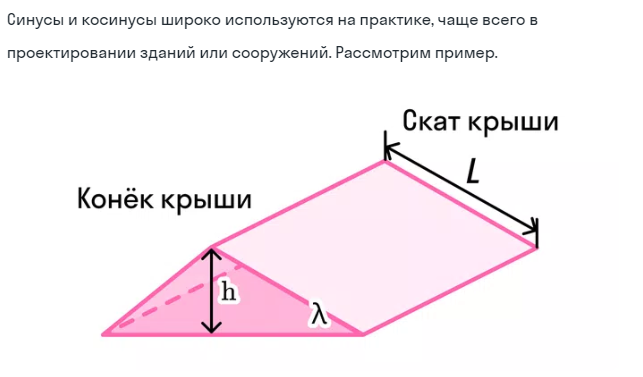 Синусы и косинусы широко используются на практике, чаще всего в
проектировании зданий или сооружений. Рассмотрим пример.
Скат крыши
L
Конёк крыши
h
λ